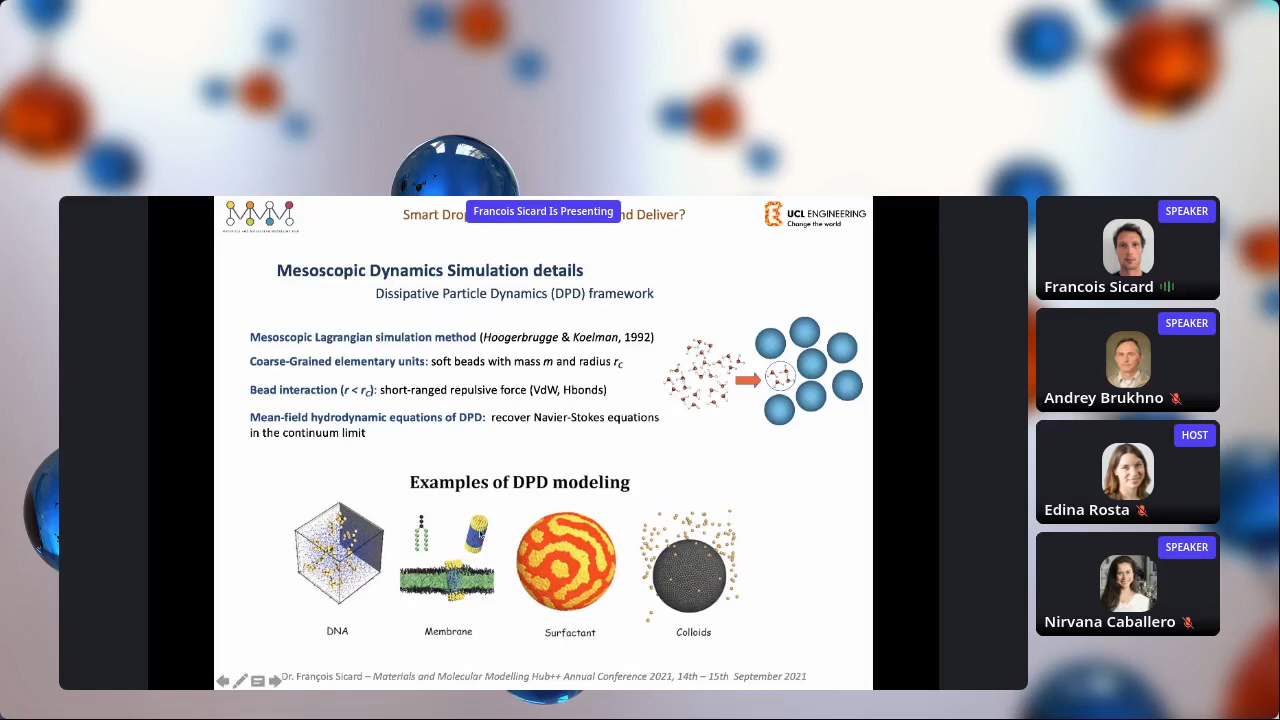 Smart Drop
Francois Sicard Is Presenting
nd Deliver?
MATERIALS AND MOLECULAR MODELLING HUB
UCL ENGINEERING
Change the world
Mesoscopic Dynamics Simulation details
Dissipative Particle Dynamics (DPD) framework
Mesoscopic Lagrangian simulation method (Hoogerbrugge & Koelman, 1992)
Coarse-Grained elementary units: soft beads with mass m and radius rC
Bead interaction (r < rC): short-ranged repulsive force (VdW, Hbonds)
Mean-field hydrodynamic equations of DPD: recover Navier-Stokes equations
in the continuum limit
Examples of DPD modeling
DNA
Membrane
Surfactant
Colloids
Dr. François Sicard – Materials and Molecular Modelling Hub++ Annual Conference 2021, 14th – 15th September 2021
SPEAKER
Francois Sicard
SPEAKER
Andrey Brukhno
HOST
Edina Rosta
SPEAKER
Nirvana Caballero